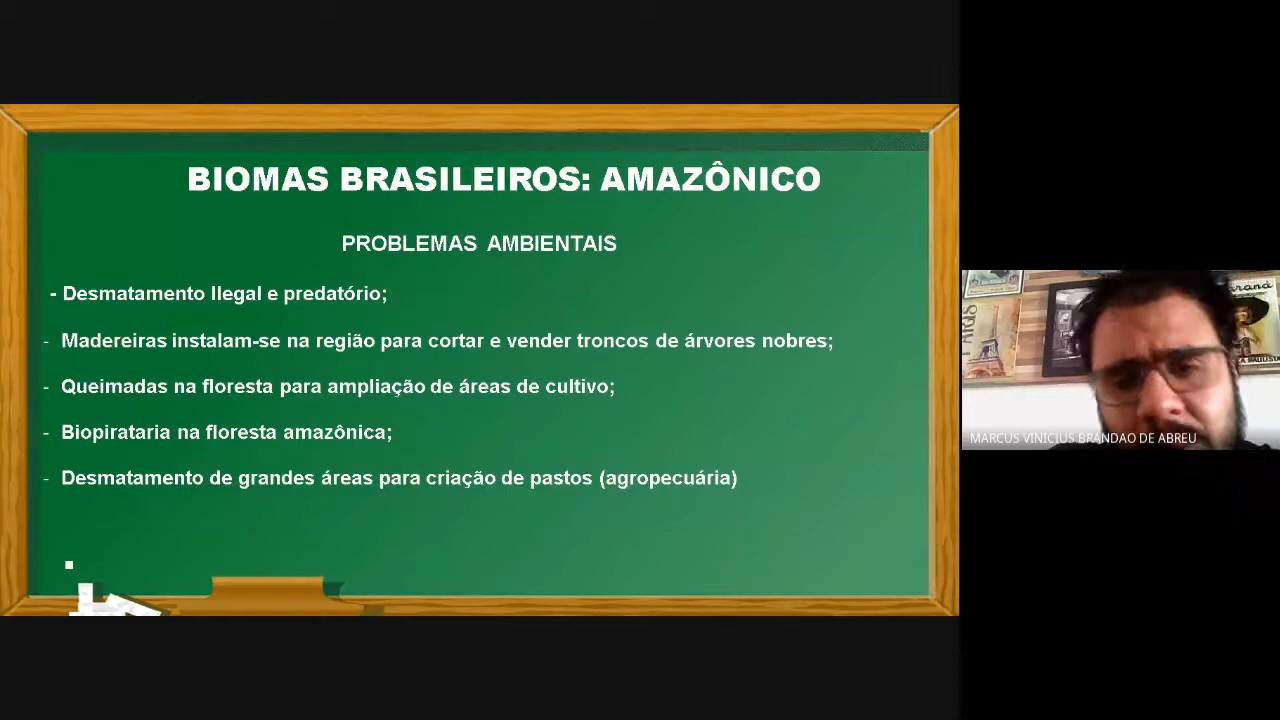 BIOMAS BRASILEIROS: AMAZÔNICO
PROBLEMAS AMBIENTAIS
- Desmatamento Ilegal e predatório;
- Madereiras instalam-se na região para cortar e vender troncos de árvores nobres;
- Queimadas na floresta para ampliação de áreas de cultivo;
- Biopirataria na floresta amazônica;
- Desmatamento de grandes áreas para criação de pastos (agropecuária)
PARIS
MARCUS VINICIUS BRANDAO DE ABREU